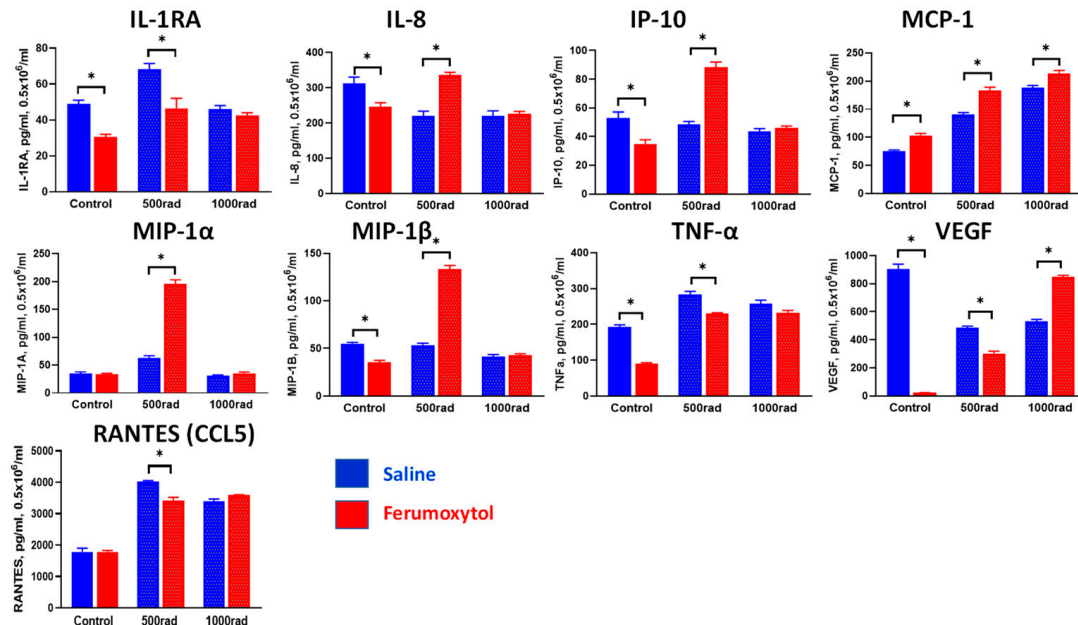 IL-1RA
IL-1RA, pg/ml, 0.5x10⁶/ml
80
60
40
20
0
*
*
Control
500rad
1000rad
IL-8
IL-8, pg/ml, 0.5x10⁶/ml
400
300
200
100
0
*
*
Control
500rad
1000rad
IP-10
IP-10, pg/ml, 0.5x10⁶/ml
100
80
60
40
20
0
*
*
Control
500rad
1000rad
MCP-1
MCP-1, pg/ml, 0.5x10⁶/ml
250
200
150
100
50
0
*
*
*
Control
500rad
1000rad
MIP-1α
MIP-1A, pg/ml, 0.5x10⁶/ml
250
200
150
100
50
0
*
Control
500rad
1000rad
MIP-1β
MIP-1B, pg/ml, 0.5x10⁶/ml
150
100
50
0
*
*
Control
500rad
1000rad
TNF-α
TNFa, pg/ml, 0.5x10⁶/ml
400
300
200
100
0
*
*
Control
500rad
1000rad
VEGF
VEGF, pg/ml, 0.5x10⁶/ml
1000
800
600
400
200
0
*
*
*
Control
500rad
1000rad
RANTES (CCL5)
RANTES, pg/ml, 0.5x10⁶/ml
5000
4000
3000
2000
1000
0
*
Control
500rad
1000rad
Saline
Ferumoxytol